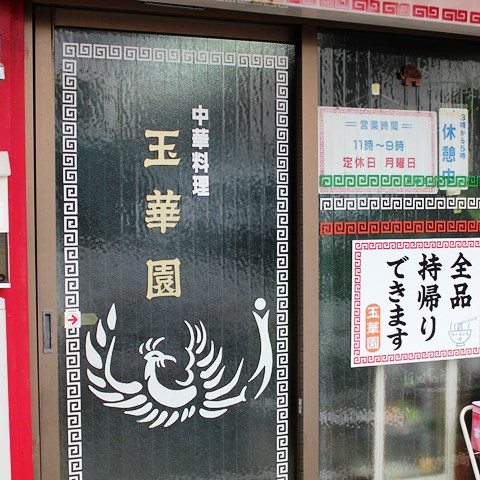 中華料理
玉華園
＝営業時間＝
11時～9時
定休日 月曜日
3時から5時
休憩中
全品
持帰り
できます
玉華園